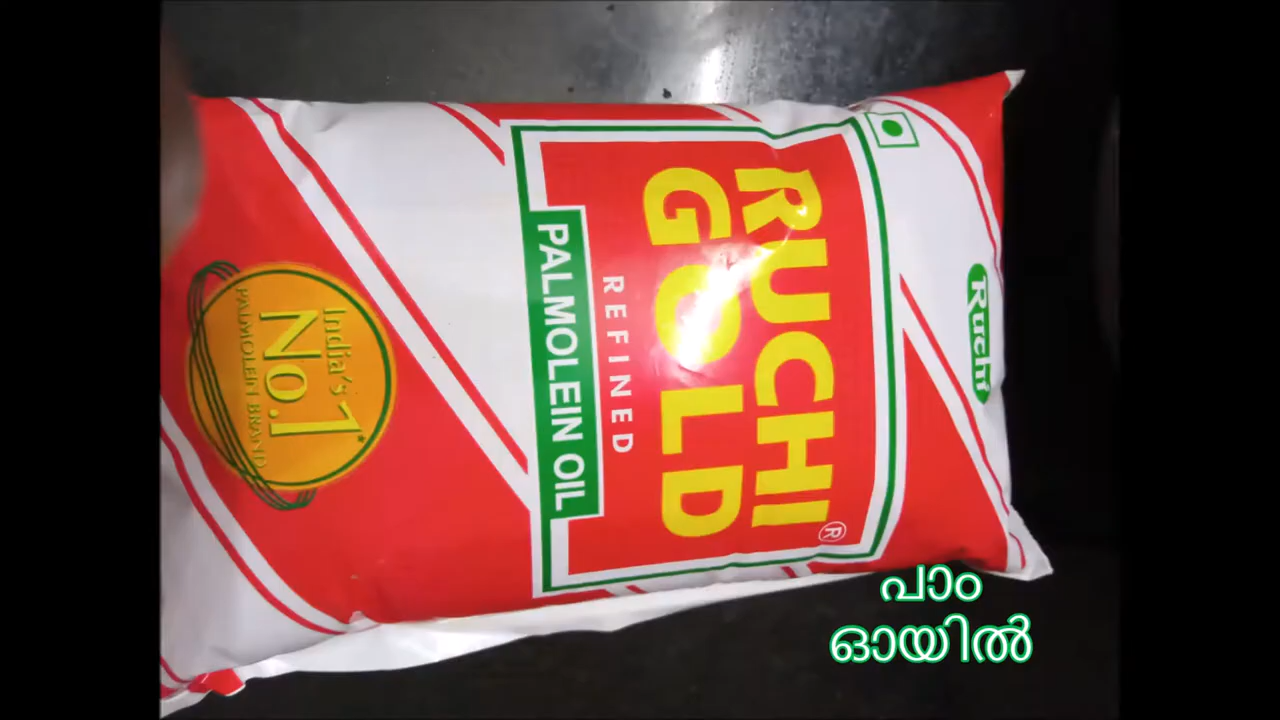 Ruchi
RUCHI
GOLD
®
REFINED
PALMOLEIN OIL
India's
No.1*
PALMOLEIN BRAND
പാം
ഓയിൽ